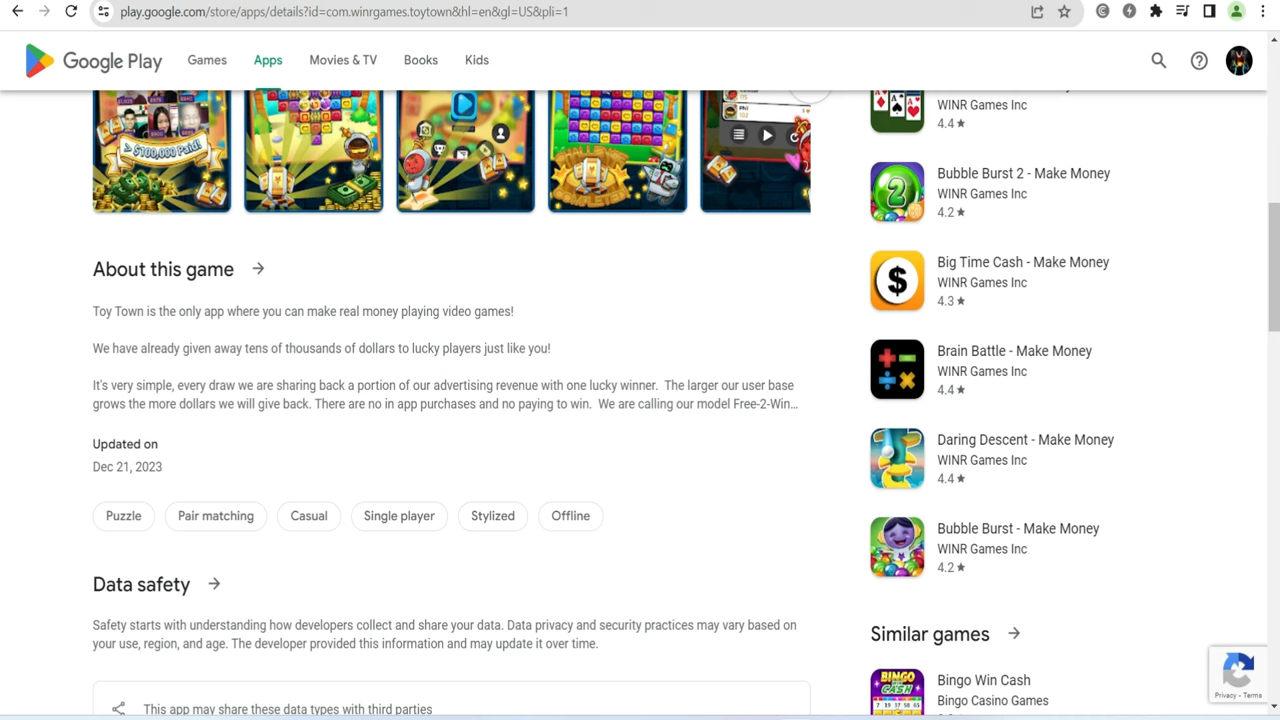 play.google.com/store/apps/details?id=com.winrgames.toytown&hl=en&gl=US&pli=1
Google Play
Games
Apps
Movies & TV
Books
Kids
> $100,000 Paid!
WINR Games Inc
4.4★
Bubble Burst 2 - Make Money
WINR Games Inc
4.2★
Big Time Cash - Make Money
WINR Games Inc
4.3★
Brain Battle - Make Money
WINR Games Inc
4.4★
Daring Descent - Make Money
WINR Games Inc
4.4★
Bubble Burst - Make Money
WINR Games Inc
4.2★
About this game
Toy Town is the only app where you can make real money playing video games!
We have already given away tens of thousands of dollars to lucky players just like you!
It's very simple, every draw we are sharing back a portion of our advertising revenue with one lucky winner. The larger our user base
grows the more dollars we will give back. There are no in app purchases and no paying to win. We are calling our model Free-2-Win...
Updated on
Dec 21, 2023
Puzzle
Pair matching
Casual
Single player
Stylized
Offline
Data safety
Safety starts with understanding how developers collect and share your data. Data privacy and security practices may vary based on
your use, region, and age. The developer provided this information and may update it over time.
This app may share these data types with third parties
Similar games
BINGO
CASH
Bingo Win Cash
Bingo Casino Games
Privacy - Terms